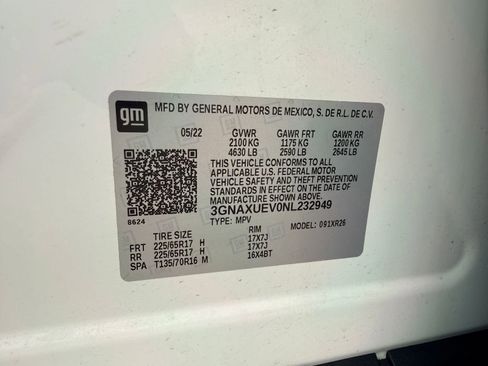 gm
MFD BY GENERAL MOTORS DE MEXICO, S. DE R.L. DE C.V.
05/22 GVWR GAWR FRT GAWR RR
2100 KG 1175 KG 1200 KG
4630 LB 2590 LB 2645 LB
THIS VEHICLE CONFORMS TO ALL
APPLICABLE U.S. FEDERAL MOTOR
VEHICLE SAFETY AND THEFT PREVENTION
STANDARDS IN EFFECT ON THE DATE OF
MANUFACTURE SHOWN ABOVE.
8624 3GNAXUEV0NL232949
TYPE: MPV MODEL: 091XR26
TIRE SIZE RIM
FRT 225/65R17 H 17X7J
RR 225/65R17 H 17X7J
SPA T135/70R16 M 16X4BT